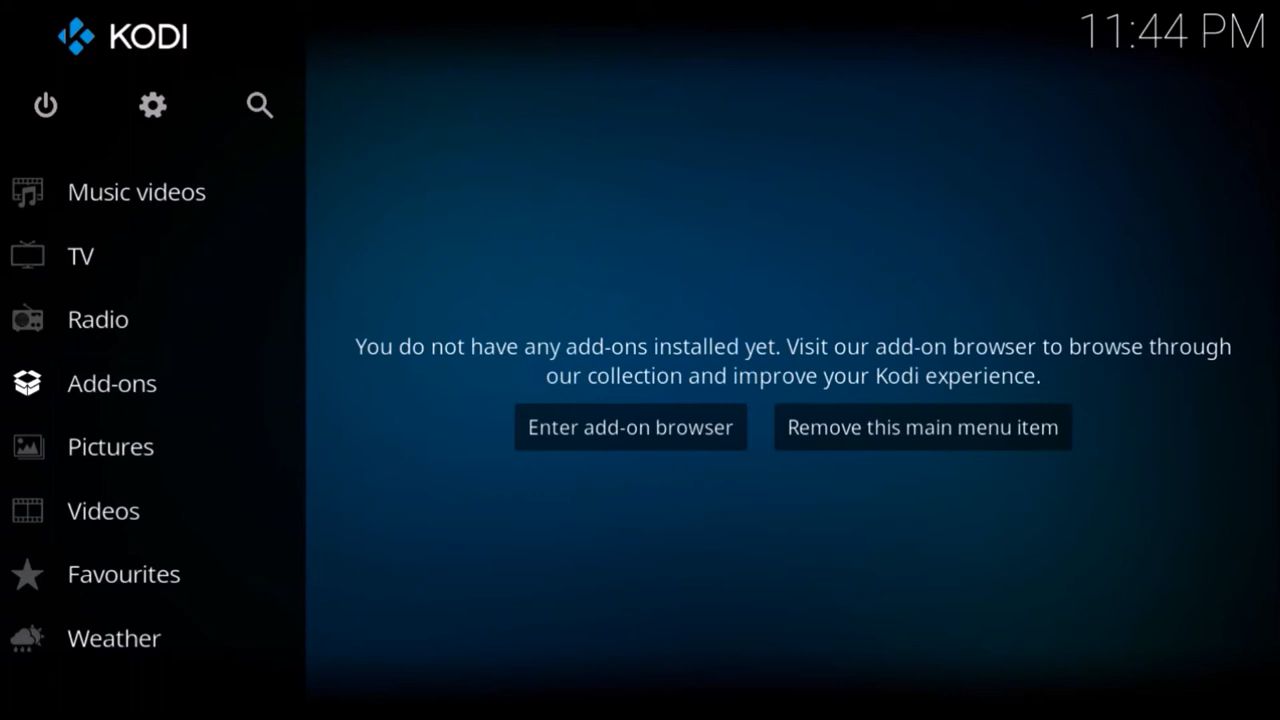 KODI
11:44 PM
Music videos
TV
Radio
Add-ons
Pictures
Videos
Favourites
Weather
You do not have any add-ons installed yet. Visit our add-on browser to browse through
our collection and improve your Kodi experience.
Enter add-on browser
Remove this main menu item